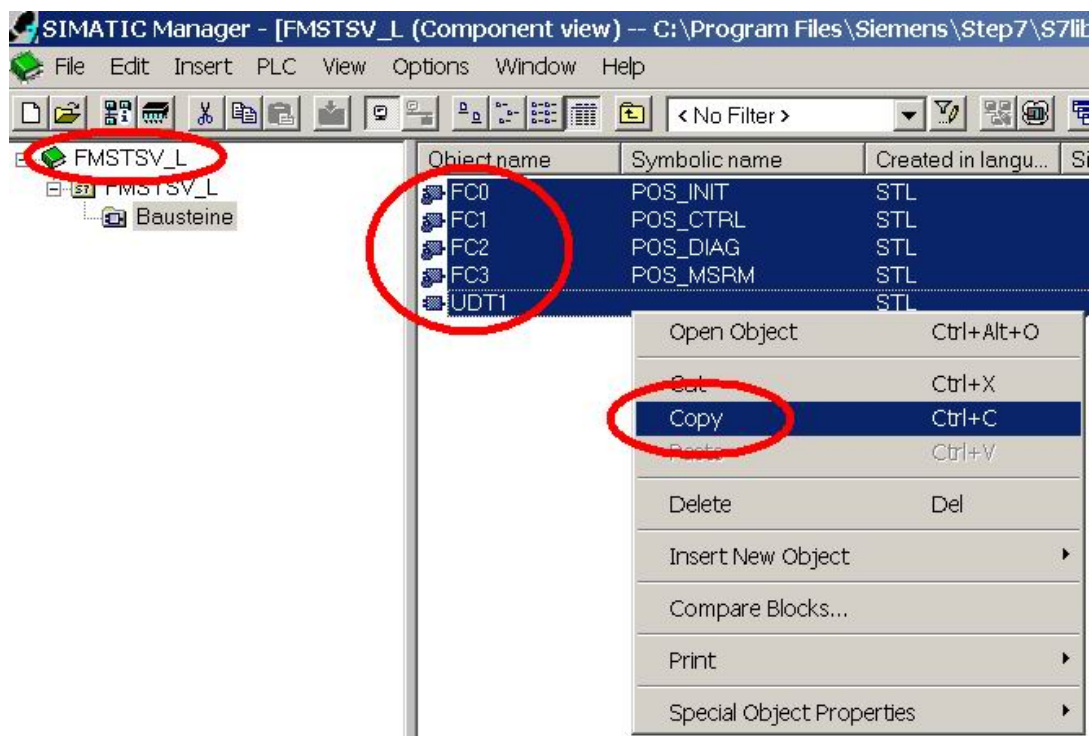 SIMATIC Manager - [FMSTSV_L (Component view) -- C:\Program Files\Siemens\Step7\S7lib
File Edit Insert PLC View Options Window Help
< No Filter >
FMSTSV_L
FMSTSV_L
Bausteine
Object name Symbolic name Created in langu... Si
FC0 POS_INIT STL
FC1 POS_CTRL STL
FC2 POS_DIAG STL
FC3 POS_MSRM STL
UDT1 STL
Open Object Ctrl+Alt+O
Cut Ctrl+X
Copy Ctrl+C
Paste Ctrl+V
Delete Del
Insert New Object
Compare Blocks...
Print
Special Object Properties